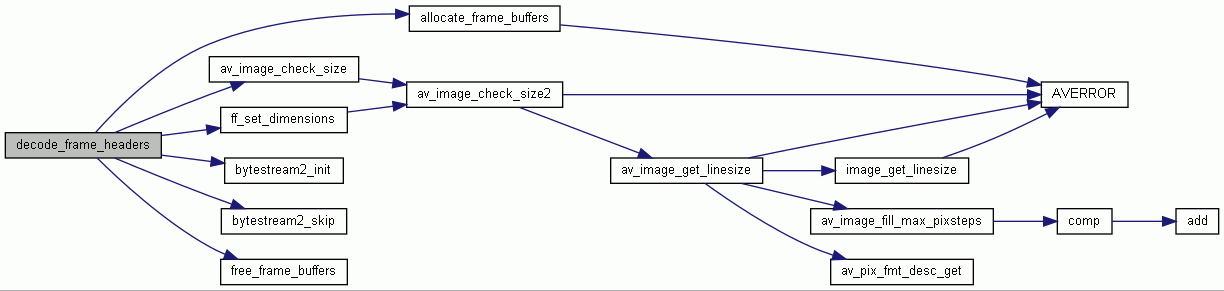 allocate_frame_buffers
av_image_check_size
av_image_check_size2
AVERROR
ff_set_dimensions
decode_frame_headers
bytestream2_init
av_image_get_linesize
image_get_linesize
bytestream2_skip
av_image_fill_max_pixsteps
comp
add
free_frame_buffers
av_pix_fmt_desc_get